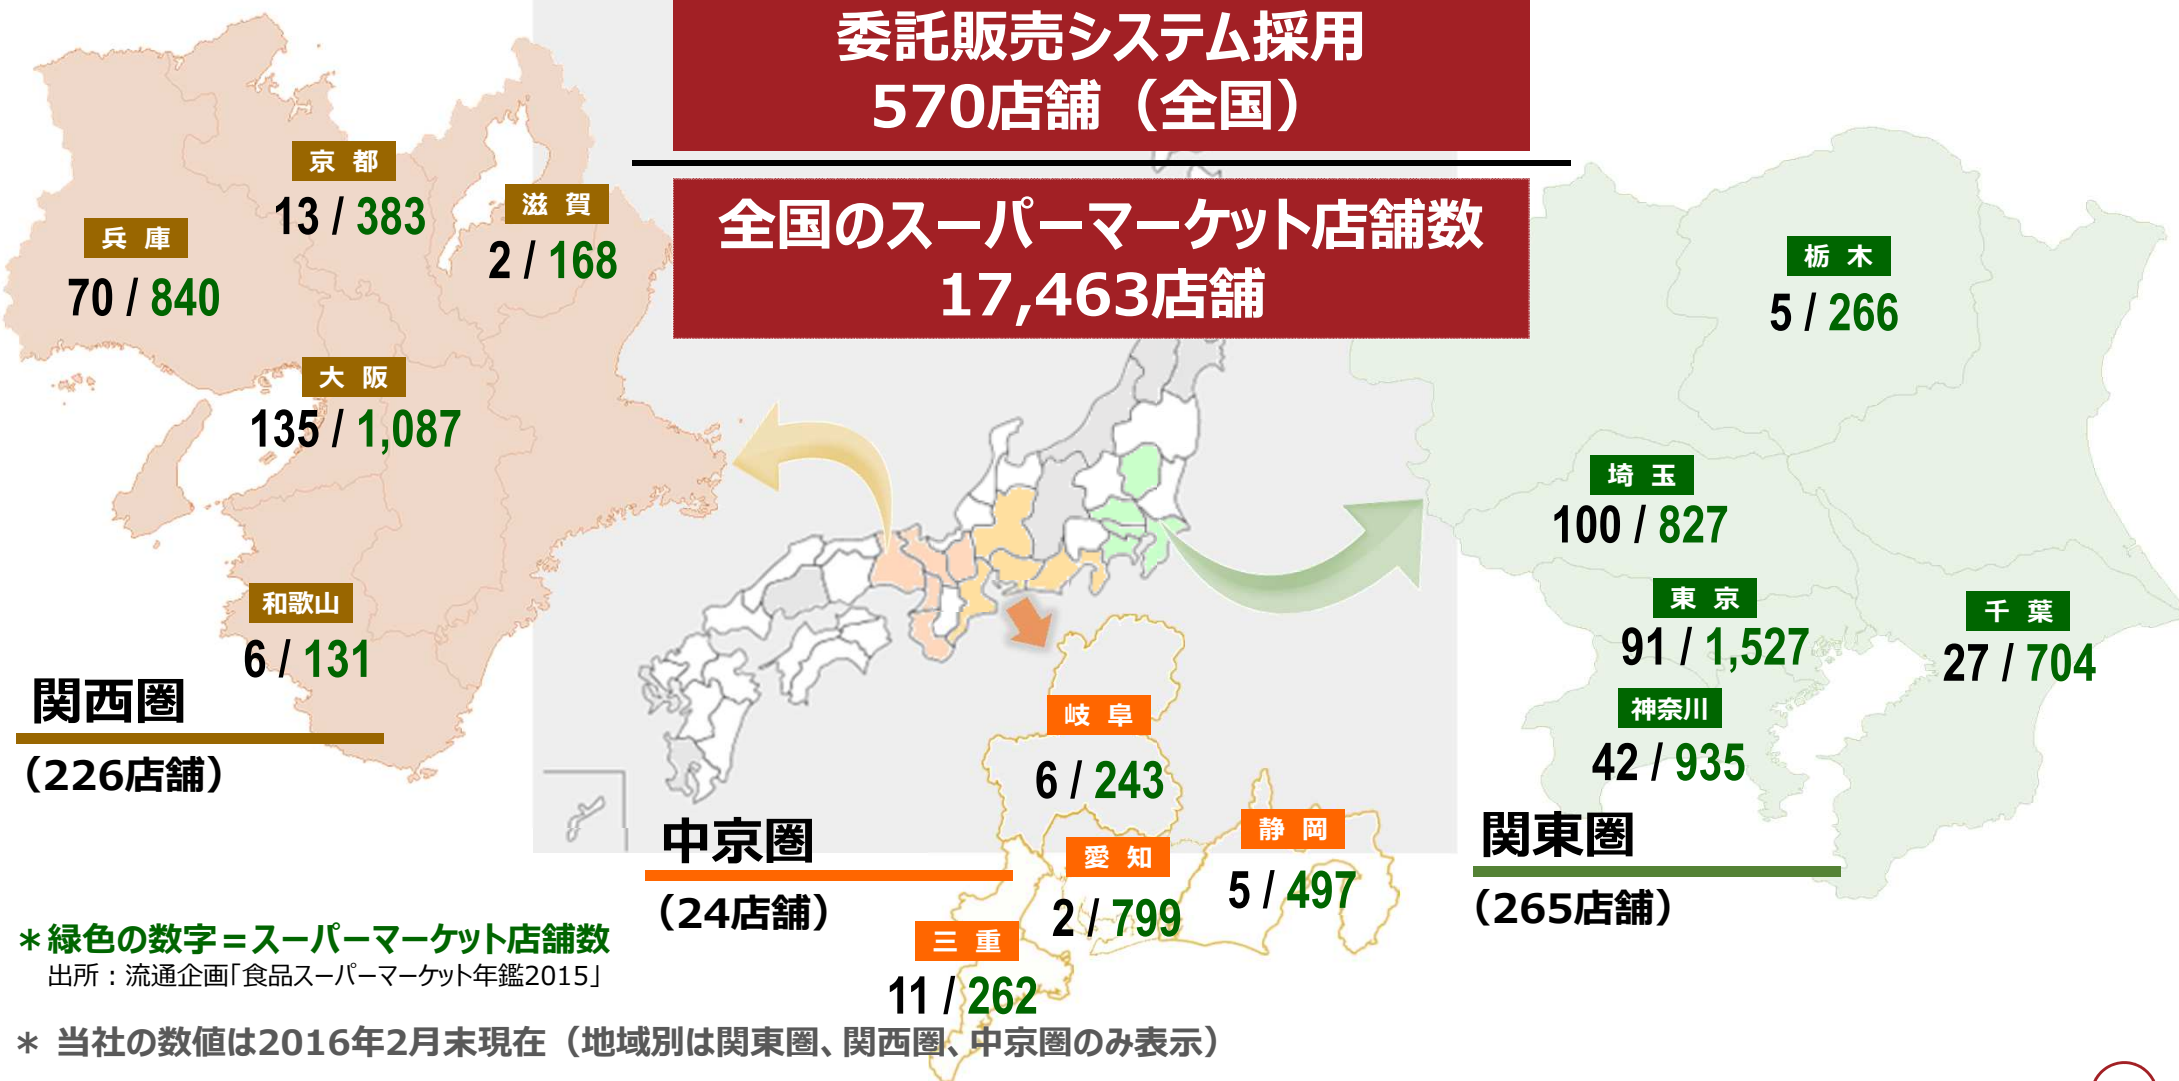 委託販売システム採用
570店舗（全国）
全国のスーパーマーケット店舗数
17,463店舗
京 都
13 / 383
滋 賀
2 / 168
兵 庫
70 / 840
大 阪
135 / 1,087
和歌山
6 / 131
関西圏
（226店舗）
栃 木
5 / 266
埼 玉
100 / 827
東 京
91 / 1,527
千 葉
27 / 704
神奈川
42 / 935
関東圏
（265店舗）
岐 阜
6 / 243
静 岡
5 / 497
愛 知
2 / 799
三 重
11 / 262
中京圏
（24店舗）
＊緑色の数字＝スーパーマーケット店舗数
出所：流通企画「食品スーパーマーケット年鑑2015」
＊ 当社の数値は2016年2月末現在（地域別は関東圏、関西圏、中京圏のみ表示）